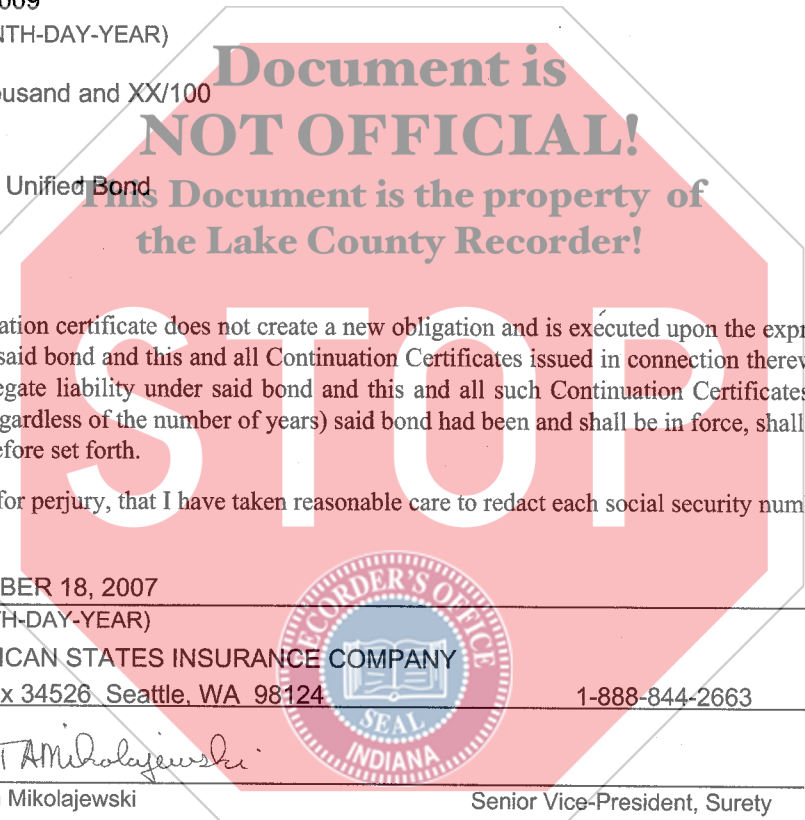 009
NTH-DAY-YEAR)
Document is
ousand and XX/100
NOT OFFICIAL!
Unified Bond
This Document is the property of
the Lake County Recorder!
ation certificate does not create a new obligation and is executed upon the expr
said bond and this and all Continuation Certificates issued in connection therew
egate liability under said bond and this and all such Continuation Certificates
gardless of the number of years) said bond had been and shall be in force, shall
efore set forth.
STOP
for perjury, that I have taken reasonable care to redact each social security num
BER 18, 2007
TH-DAY-YEAR)
ICAN STATES INSURANCE COMPANY
x 34526 Seattle, WA 98124 1-888-844-2663
RECORDER'S OFFICE
SEAL
INDIANA
TAMikolajewski
Mikolajewski Senior Vice-President, Surety